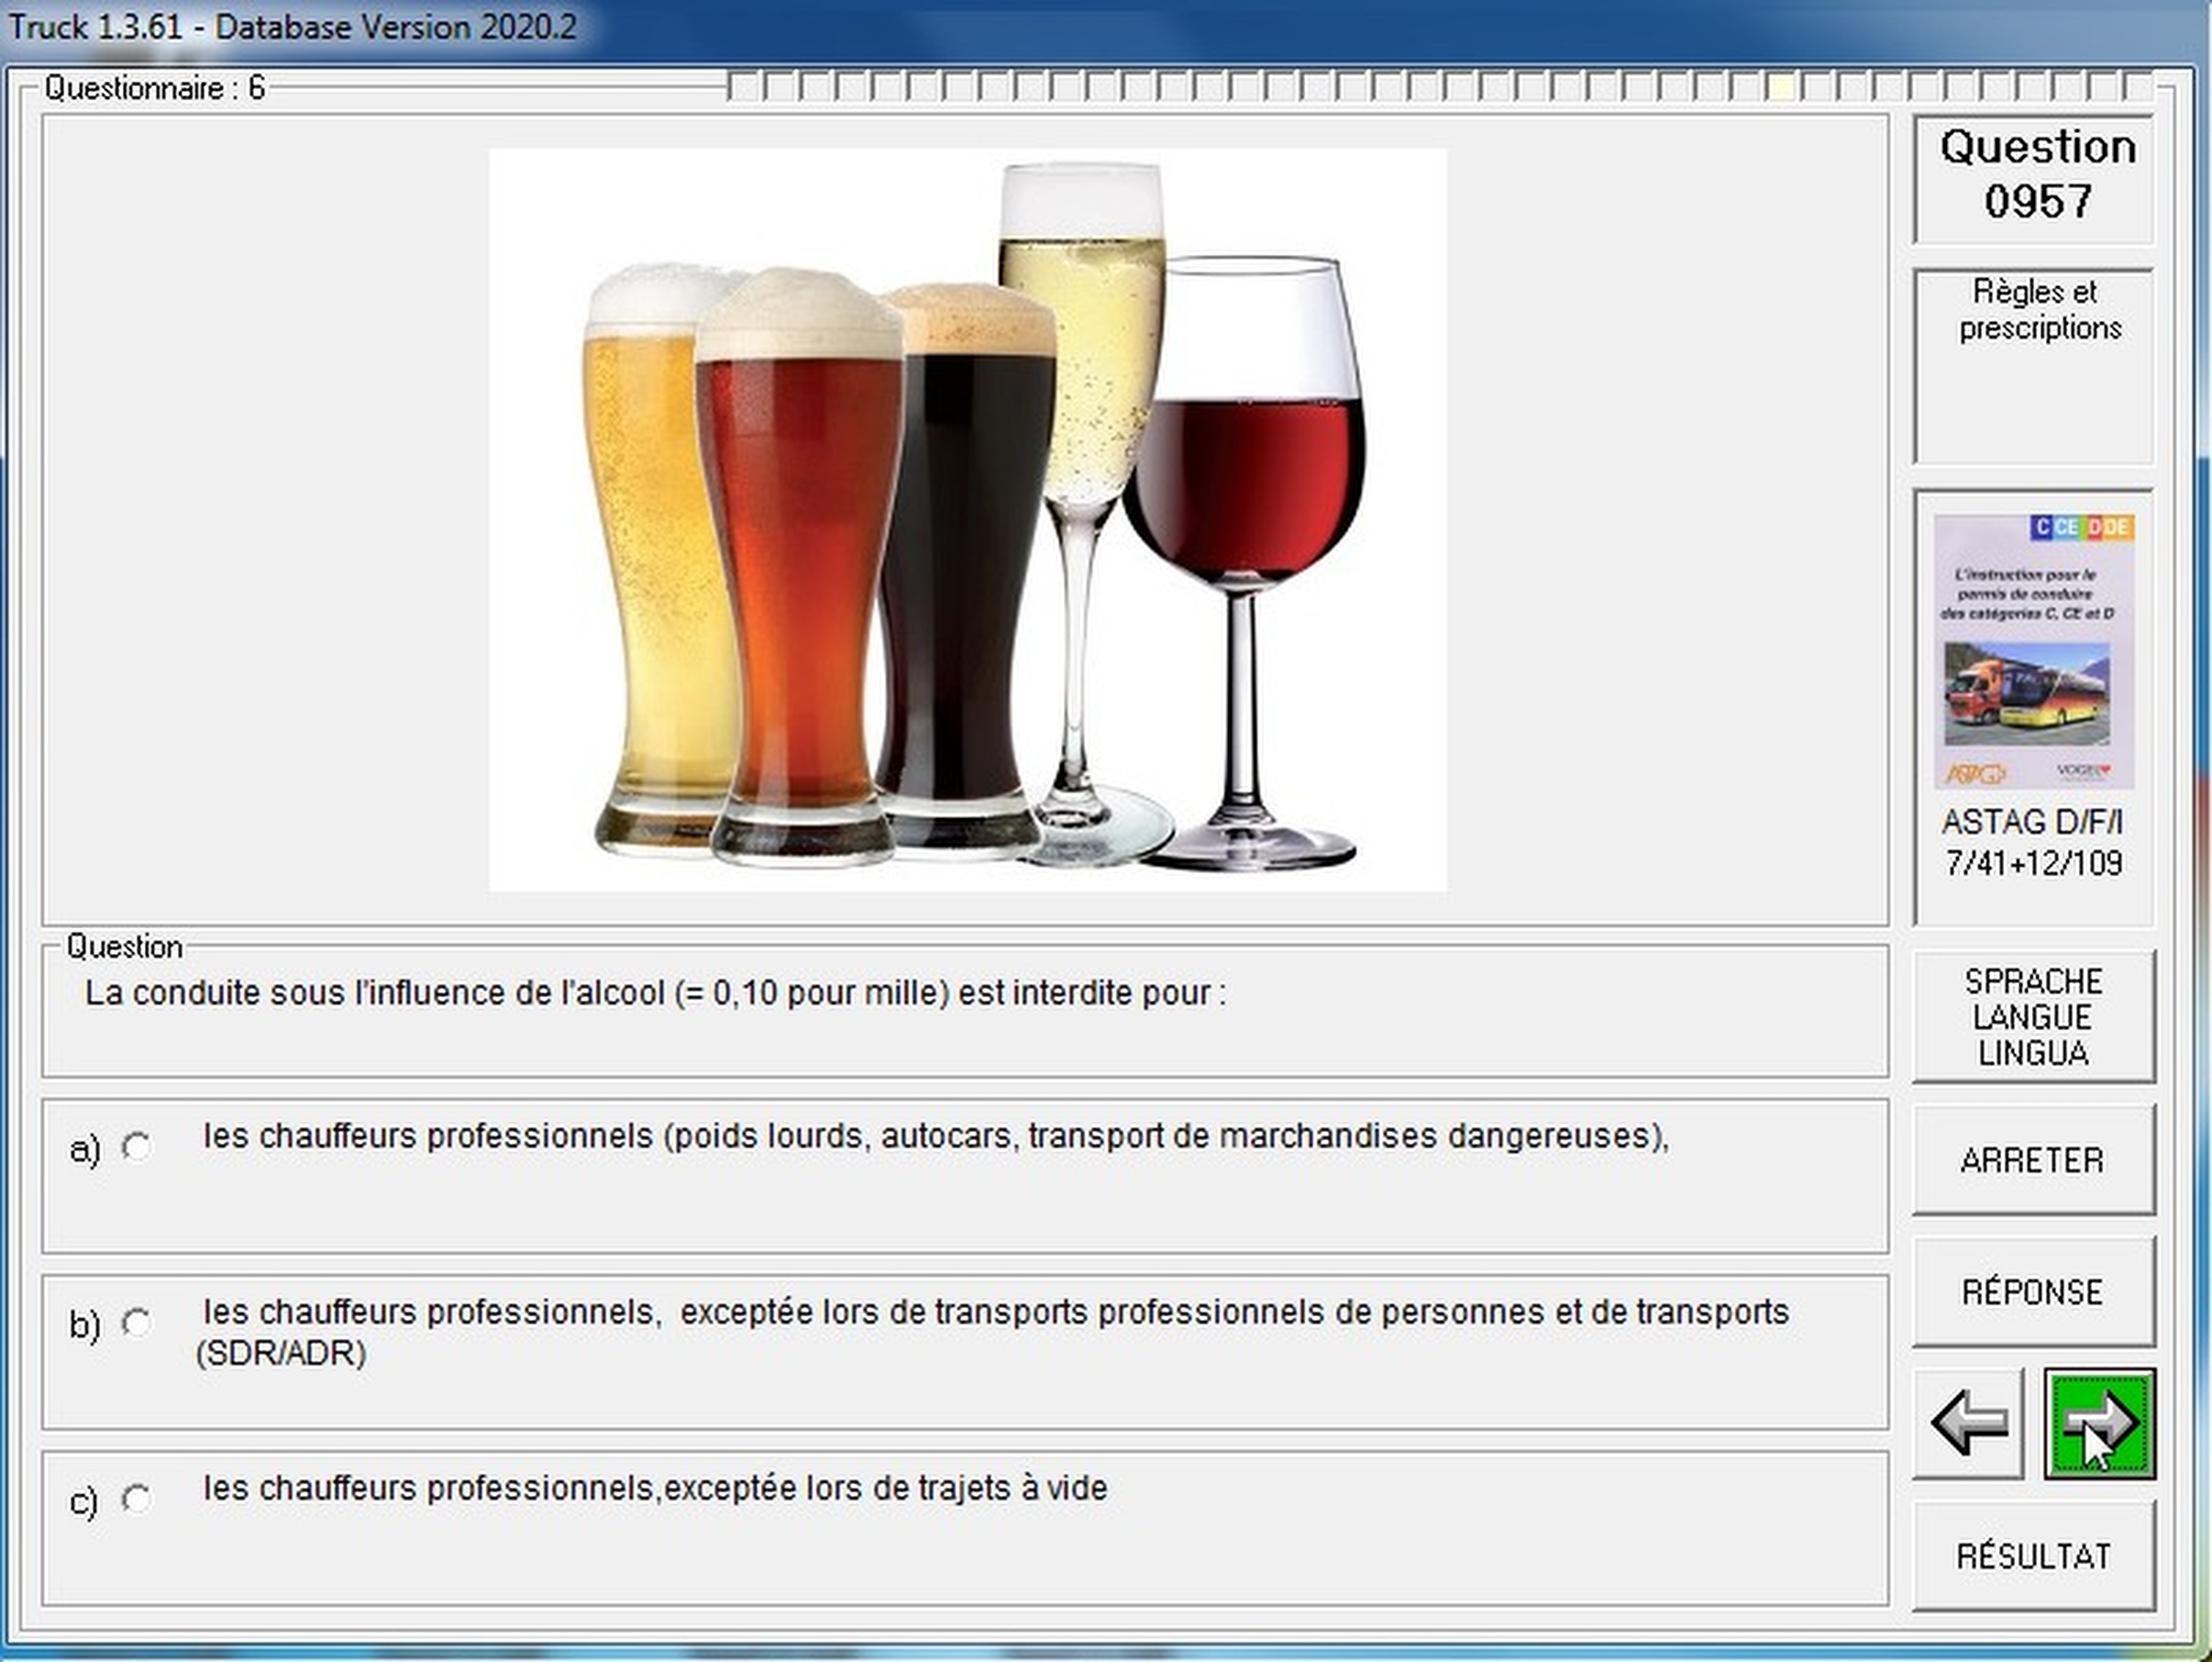 Truck 1.3.61 - Database Version 2020.2
Questionnaire : 6
Question
0957
Règles et
prescriptions
C CE D DE
L'instruction pour le
permis de conduire
des catégories C, CE et D
ASTAG
VOGEL
ASTAG D/F/I
7/41+12/109
Question
La conduite sous l'influence de l'alcool (= 0,10 pour mille) est interdite pour :
a) les chauffeurs professionnels (poids lourds, autocars, transport de marchandises dangereuses),
b) les chauffeurs professionnels,  exceptée lors de transports professionnels de personnes et de transports
(SDR/ADR)
c) les chauffeurs professionnels,exceptée lors de trajets à vide
SPRACHE
LANGUE
LINGUA
ARRETER
RÉPONSE
RÉSULTAT